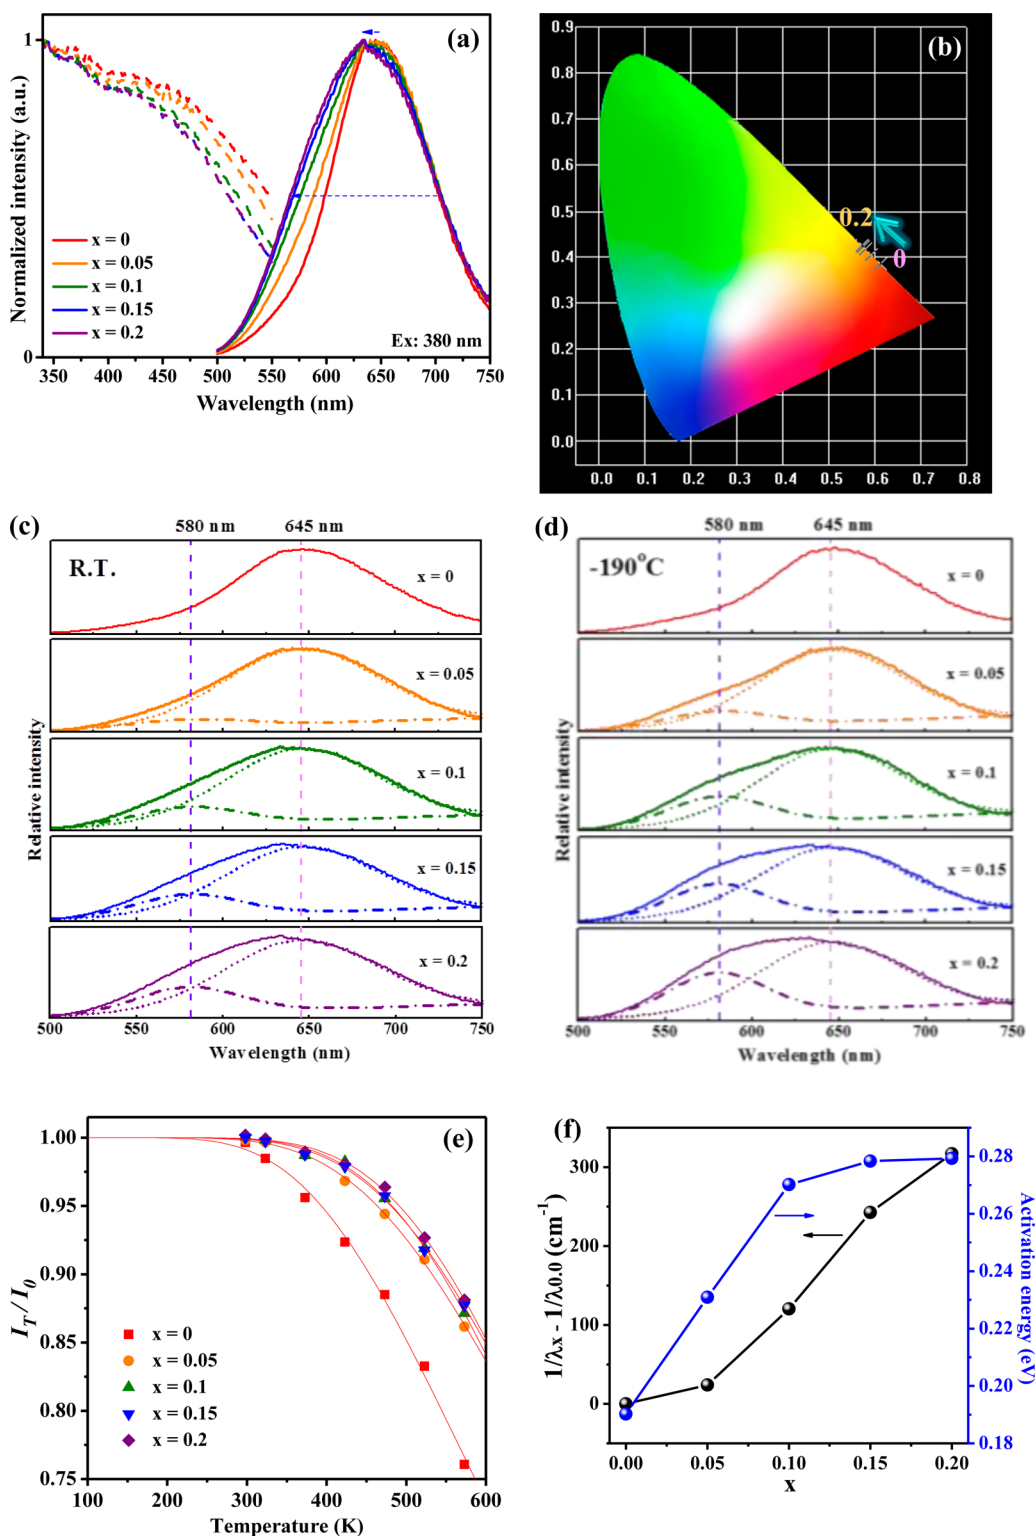 (a)
Normalized intensity (a.u.)
1
0
x = 0
x = 0.05
x = 0.1
x = 0.15
x = 0.2
Ex: 380 nm
350 400 450 500 550 600 650 700 750
Wavelength (nm)
(b)
0.9
0.8
0.7
0.6
0.5
0.4
0.3
0.2
0.1
0.0
0.2
0
0.0 0.1 0.2 0.3 0.4 0.5 0.6 0.7 0.8
(c)
580 nm 645 nm
R.T.
x = 0
x = 0.05
x = 0.1
x = 0.15
x = 0.2
Relative intensity
500 550 600 650 700 750
Wavelength (nm)
(d)
580 nm 645 nm
-190°C
x = 0
x = 0.05
x = 0.1
x = 0.15
x = 0.2
Relative intensity
500 550 600 650 700 750
Wavelength (nm)
(e)
I_T / I_0
1.00
0.95
0.90
0.85
0.80
0.75
x = 0
x = 0.05
x = 0.1
x = 0.15
x = 0.2
100 200 300 400 500 600
Temperature (K)
(f)
1/λx - 1/λ0.0 (cm⁻¹)
300
200
100
0
0.28
0.26
0.24
0.22
0.20
0.18
Activation energy (eV)
0.00 0.05 0.10 0.15 0.20
x